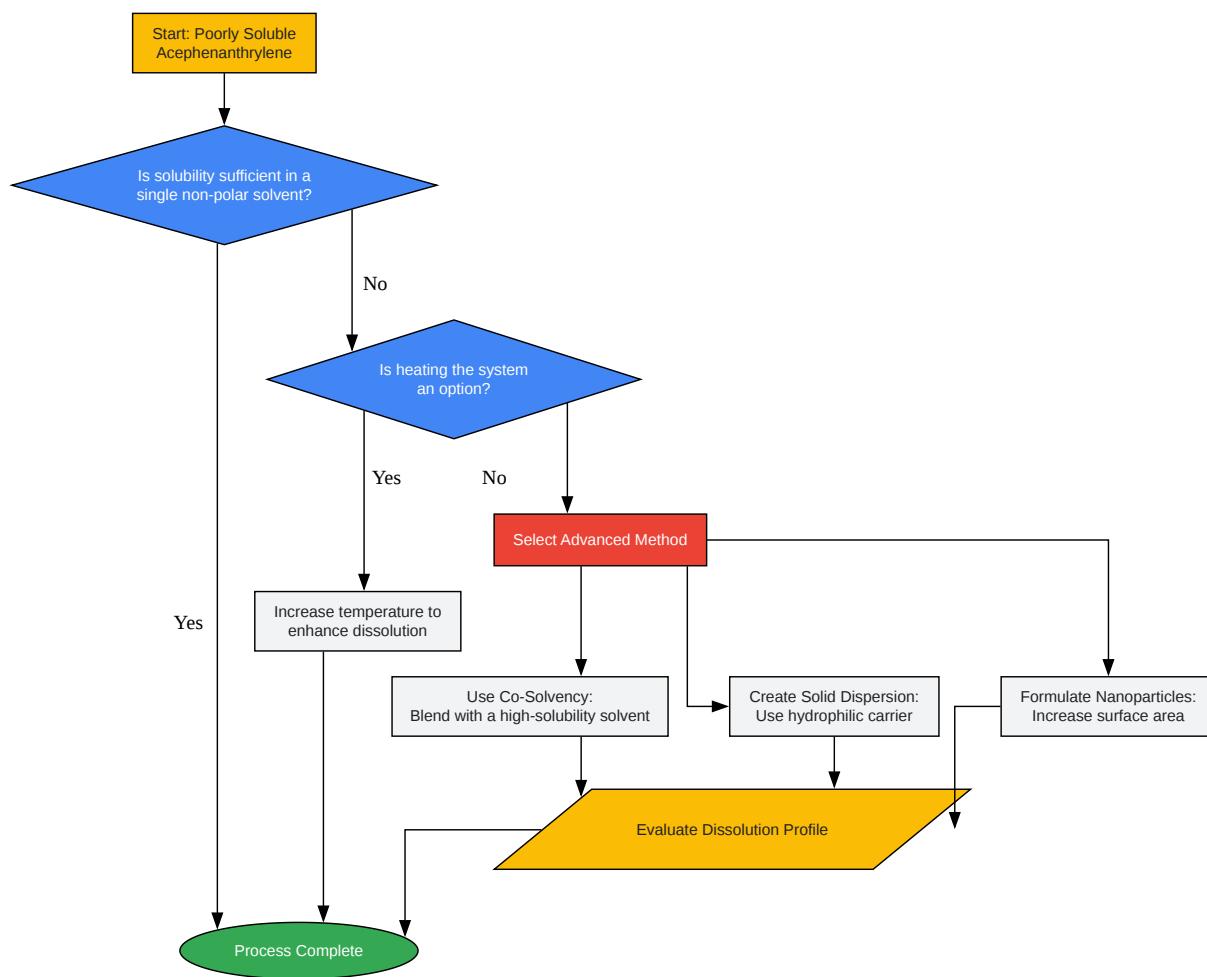 Start: Poorly Soluble
Acephenanthrylene
Is solubility sufficient in a
single non-polar solvent?
No
Is heating the system
an option?
Yes
No
Select Advanced Method
Increase temperature to
enhance dissolution
Yes
Use Co-Solvency:
Blend with a high-solubility solvent
Create Solid Dispersion:
Use hydrophilic carrier
Formulate Nanoparticles:
Increase surface area
Evaluate Dissolution Profile
Process Complete